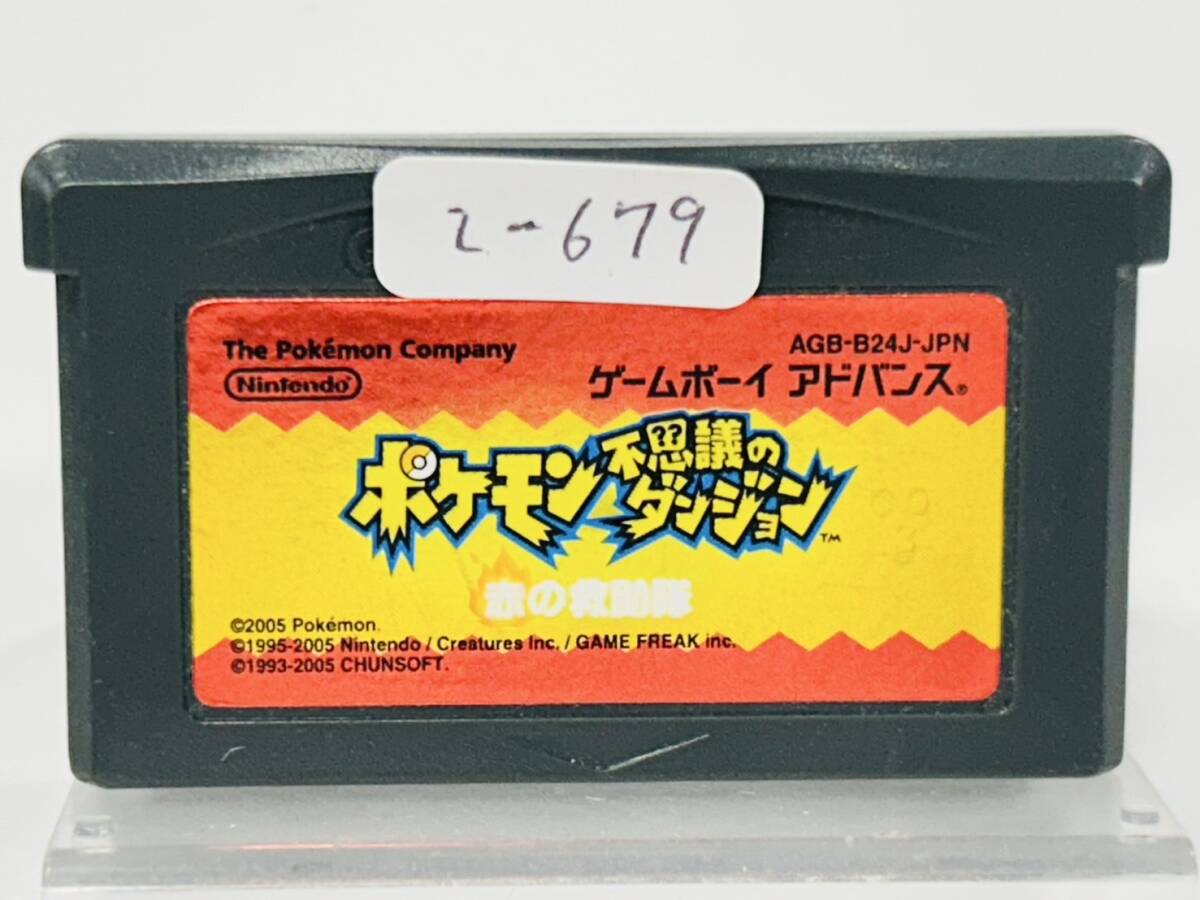 2-679
The Pokémon Company
Nintendo
AGB-B24J-JPN
ゲームボーイ アドバンス®
ポケモン不思議のダンジョン™
赤の救助隊
©2005 Pokémon.
©1995-2005 Nintendo / Creatures Inc. / GAME FREAK inc.
©1993-2005 CHUNSOFT.